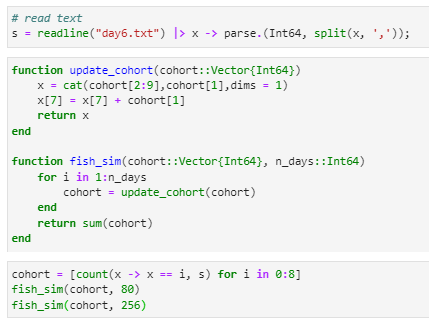 # read text
s = readline("day6.txt") |> x -> parse.(Int64, split(x, ','));
function update_cohort(cohort::Vector{Int64})
    x = cat(cohort[2:9],cohort[1],dims = 1)
    x[7] = x[7] + cohort[1]
    return x
end
function fish_sim(cohort::Vector{Int64}, n_days::Int64)
    for i in 1:n_days
        cohort = update_cohort(cohort)
    end
    return sum(cohort)
end
cohort = [count(x -> x == i, s) for i in 0:8]
fish_sim(cohort, 80)
fish_sim(cohort, 256)